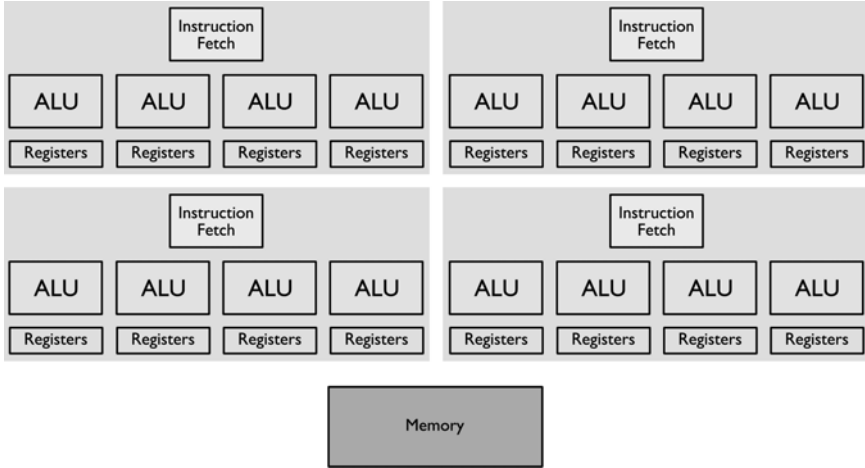 Instruction
Fetch
Instruction
Fetch
ALU ALU ALU ALU ALU ALU ALU ALU
Registers Registers Registers Registers Registers Registers Registers Registers
Instruction
Fetch
Instruction
Fetch
ALU ALU ALU ALU ALU ALU ALU ALU
Registers Registers Registers Registers Registers Registers Registers Registers
Memory